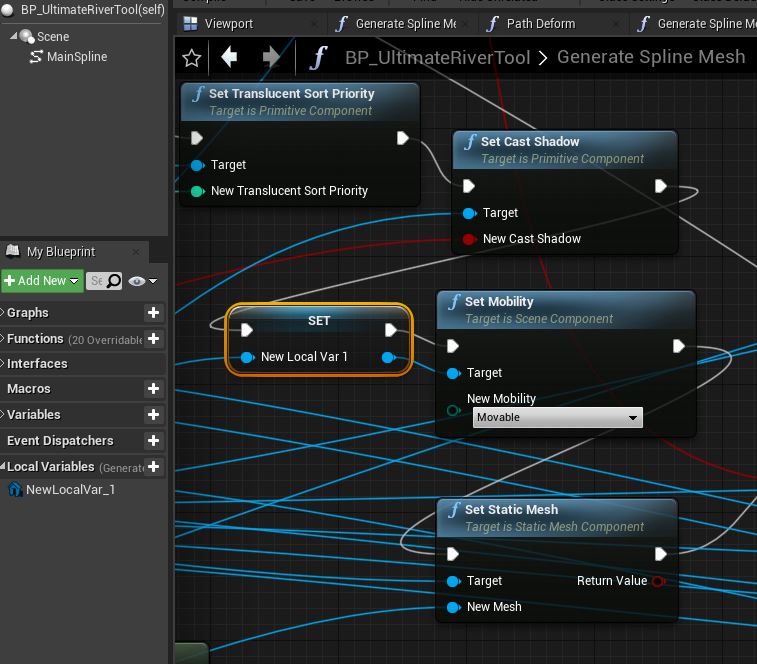 BP_UltimateRiverTool(self)
Scene
MainSpline
Viewport
Generate Spline Me
Path Deform
Generate Spline M
BP_UltimateRiverTool > Generate Spline Mesh
Set Translucent Sort Priority
Target is Primitive Component
Target
New Translucent Sort Priority
Set Cast Shadow
Target is Primitive Component
Target
New Cast Shadow
My Blueprint
Add New
Se
Graphs
Functions (20 Overridable
Interfaces
Macros
Variables
Event Dispatchers
Local Variables (Generate
NewLocalVar_1
SET
New Local Var 1
Set Mobility
Target is Scene Component
Target
New Mobility
Movable
Set Static Mesh
Target is Static Mesh Component
Target
Return Value
New Mesh